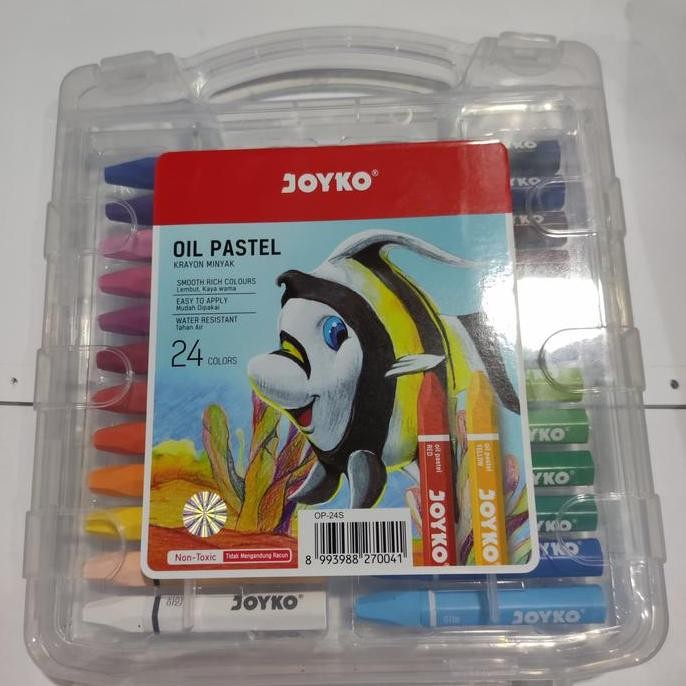 JOYKO®
OIL PASTEL
KRAYON MINYAK
SMOOTH RICH COLOURS
Lembut, Kaya warna
EASY TO APPLY
Mudah Dipakai
WATER RESISTANT
Tahan Air
24 COLORS
oil pastel
RED
JOYKO
oil pastel
YELLOW
JOYKO
OP-24S
8 993988 270041
Non-Toxic
Tidak Mengandung Racun
JOYKO®
JOYKO